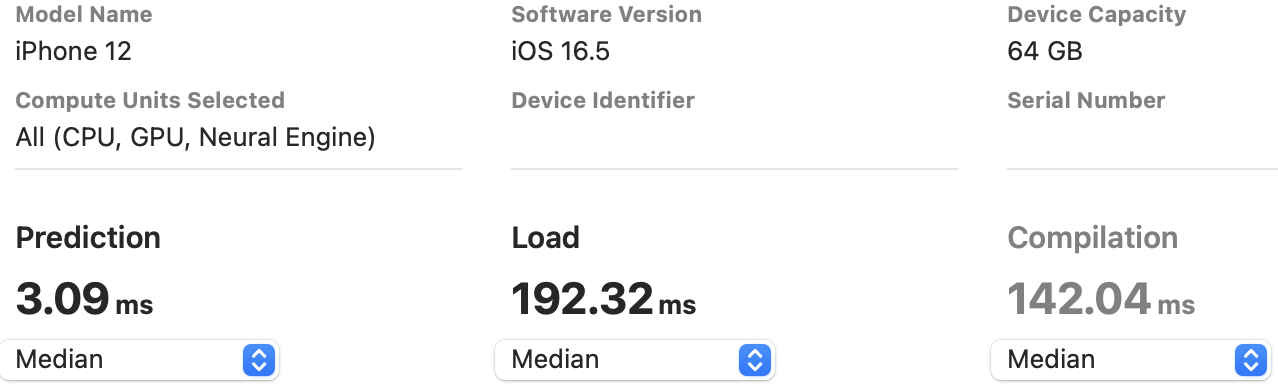 Model Name
iPhone 12
Software Version
iOS 16.5
Device Capacity
64 GB
Compute Units Selected
All (CPU, GPU, Neural Engine)
Device Identifier
Serial Number
Prediction
3.09 ms
Median
Load
192.32 ms
Median
Compilation
142.04 ms
Median